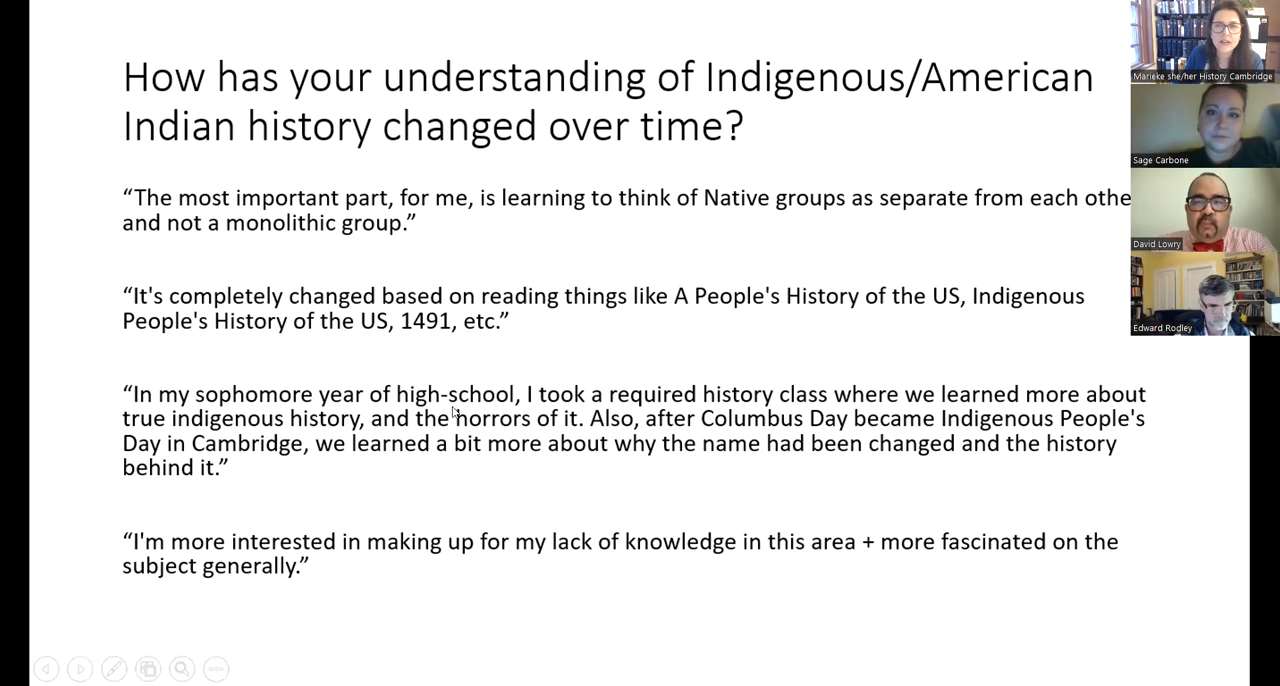 How has your understanding of Indigenous/American
Indian history changed over time?
“The most important part, for me, is learning to think of Native groups as separate from each othe
and not a monolithic group.”
“It's completely changed based on reading things like A People's History of the US, Indigenous
People's History of the US, 1491, etc.”
“In my sophomore year of high-school, I took a required history class where we learned more about
true indigenous history, and the horrors of it. Also, after Columbus Day became Indigenous People's
Day in Cambridge, we learned a bit more about why the name had been changed and the history
behind it.”
“I'm more interested in making up for my lack of knowledge in this area + more fascinated on the
subject generally.”
Marieke she/her History Cambridge
Sage Carbone
David Lowry
Edward Rodley